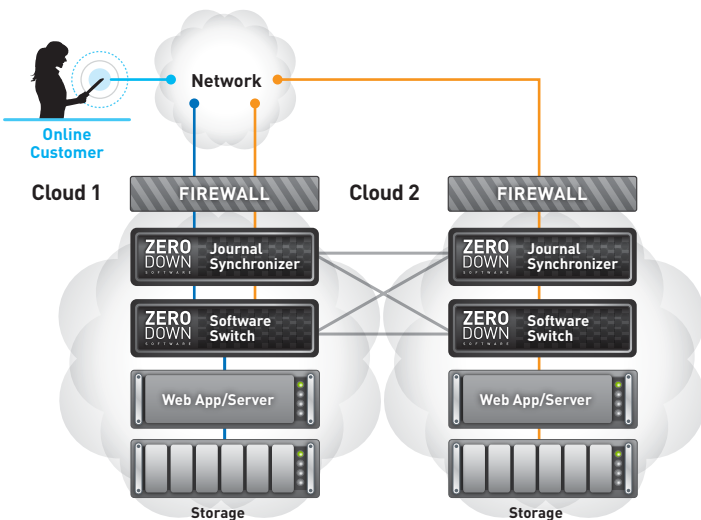 Network
Online
Customer
Cloud 1
FIREWALL
Cloud 2
FIREWALL
ZERO
DOWN
SOFTWARE
Journal
Synchronizer
ZERO
DOWN
SOFTWARE
Journal
Synchronizer
ZERO
DOWN
SOFTWARE
Software
Switch
ZERO
DOWN
SOFTWARE
Software
Switch
Web App/Server
Web App/Server
Storage
Storage